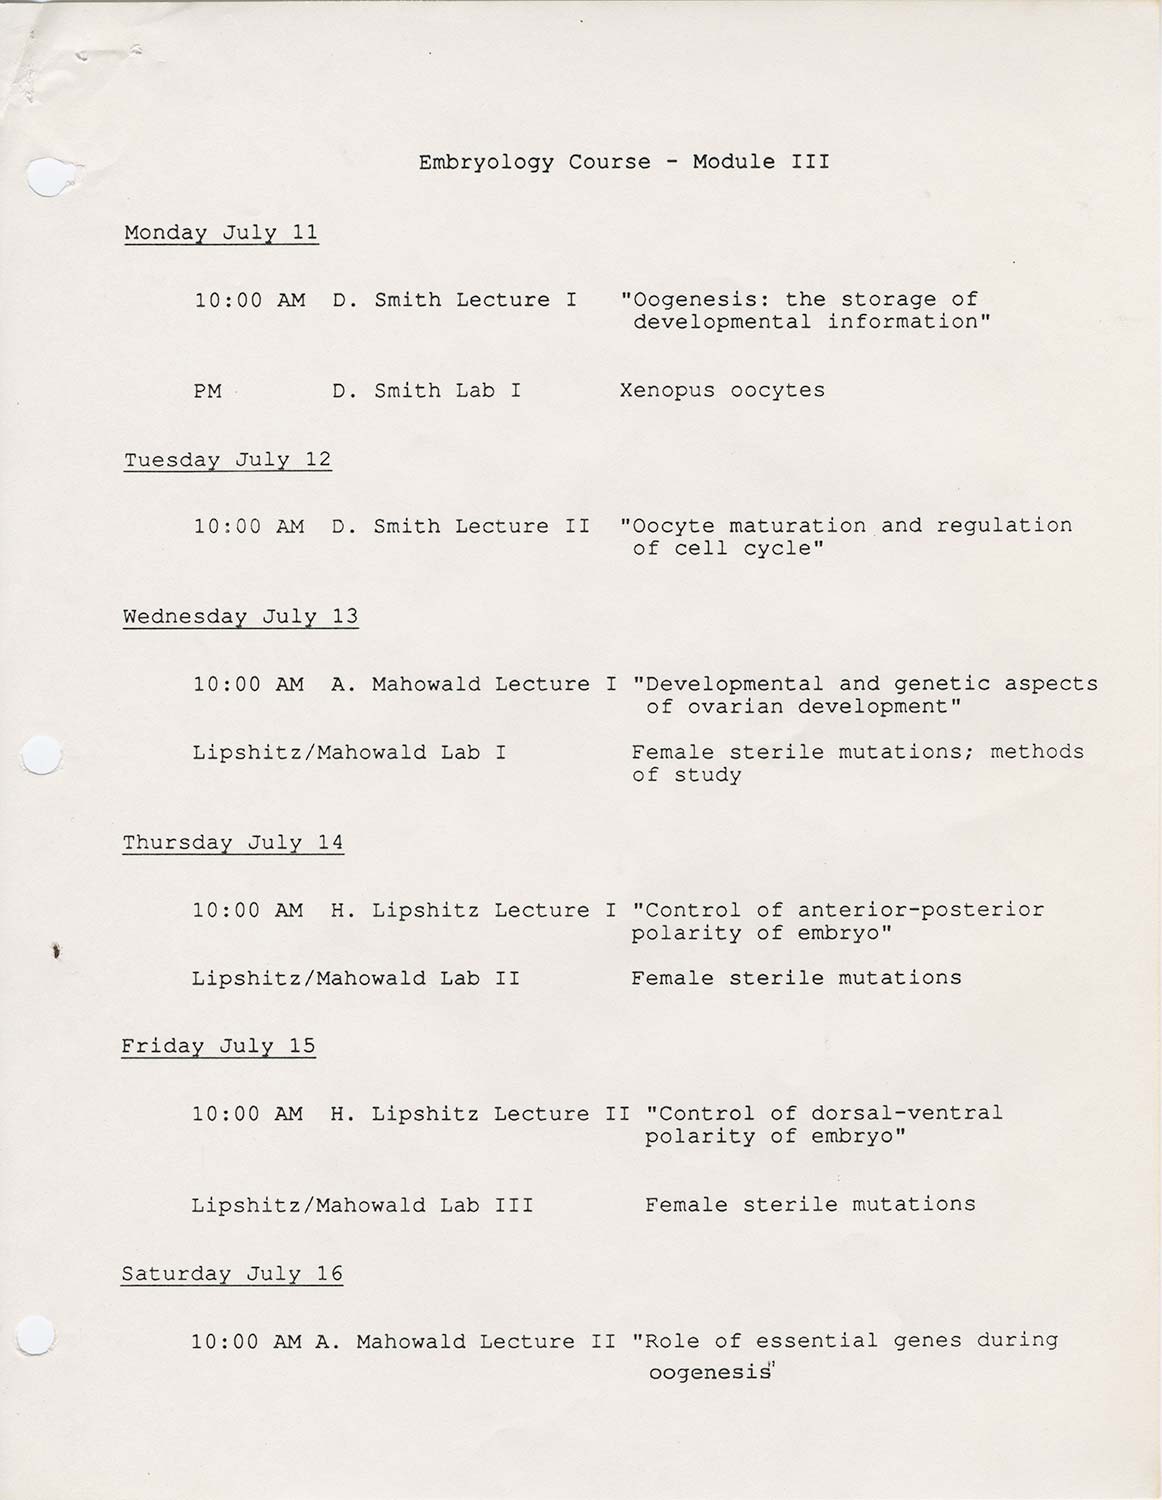 Embryology Course - Module III
Monday July 11
10:00 AM D. Smith Lecture I "Oogenesis: the storage of
developmental information"
PM D. Smith Lab I Xenopus oocytes
Tuesday July 12
10:00 AM D. Smith Lecture II "Oocyte maturation and regulation
of cell cycle"
Wednesday July 13
10:00 AM A. Mahowald Lecture I "Developmental and genetic aspects
of ovarian development"
Lipshitz/Mahowald Lab I Female sterile mutations; methods
of study
Thursday July 14
10:00 AM H. Lipshitz Lecture I "Control of anterior-posterior
polarity of embryo"
Lipshitz/Mahowald Lab II Female sterile mutations
Friday July 15
10:00 AM H. Lipshitz Lecture II "Control of dorsal-ventral
polarity of embryo"
Lipshitz/Mahowald Lab III Female sterile mutations
Saturday July 16
10:00 AM A. Mahowald Lecture II "Role of essential genes during
oogenesis"